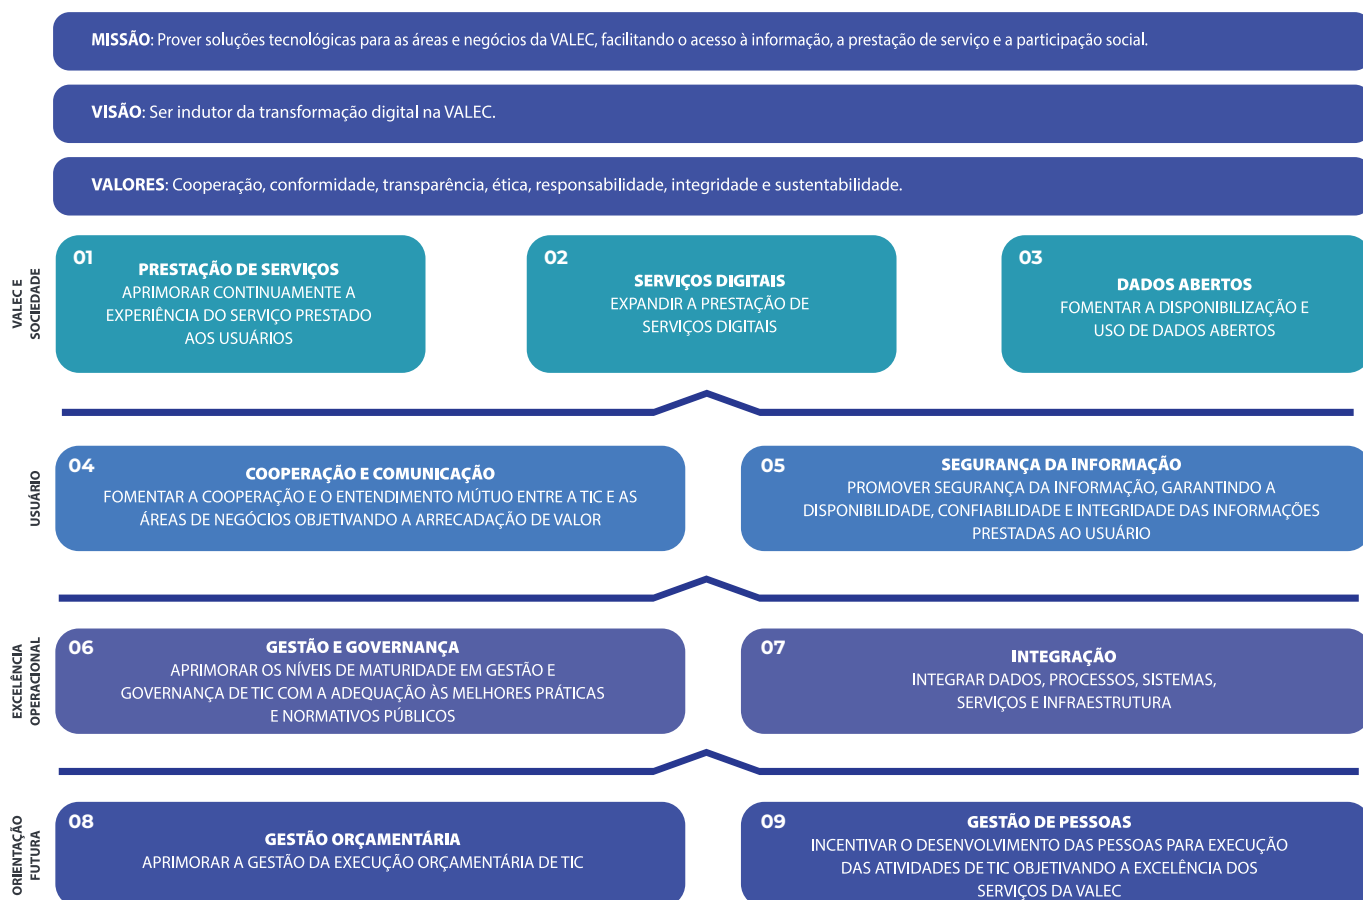 MISSÃO: Prover soluções tecnológicas para as áreas e negócios da VALEC, facilitando o acesso à informação, a prestação de serviço e a participação social.
VISÃO: Ser indutor da transformação digital na VALEC.
VALORES: Cooperação, conformidade, transparência, ética, responsabilidade, integridade e sustentabilidade.
VALEC E
SOCIEDADE
01
PRESTAÇÃO DE SERVIÇOS
APRIMORAR CONTINUAMENTE A
EXPERIÊNCIA DO SERVIÇO PRESTADO
AOS USUÁRIOS
02
SERVIÇOS DIGITAIS
EXPANDIR A PRESTAÇÃO DE
SERVIÇOS DIGITAIS
03
DADOS ABERTOS
FOMENTAR A DISPONIBILIZAÇÃO E
USO DE DADOS ABERTOS
USUÁRIO
04
COOPERAÇÃO E COMUNICAÇÃO
FOMENTAR A COOPERAÇÃO E O ENTENDIMENTO MÚTUO ENTRE A TIC E AS
ÁREAS DE NEGÓCIOS OBJETIVANDO A ARRECADAÇÃO DE VALOR
05
SEGURANÇA DA INFORMAÇÃO
PROMOVER SEGURANÇA DA INFORMAÇÃO, GARANTINDO A
DISPONIBILIDADE, CONFIABILIDADE E INTEGRIDADE DAS INFORMAÇÕES
PRESTADAS AO USUÁRIO
EXCELÊNCIA
OPERACIONAL
06
GESTÃO E GOVERNANÇA
APRIMORAR OS NÍVEIS DE MATURIDADE EM GESTÃO E
GOVERNANÇA DE TIC COM A ADEQUAÇÃO ÀS MELHORES PRÁTICAS
E NORMATIVOS PÚBLICOS
07
INTEGRAÇÃO
INTEGRAR DADOS, PROCESSOS, SISTEMAS,
SERVIÇOS E INFRAESTRUTURA
ORIENTAÇÃO
FUTURA
08
GESTÃO ORÇAMENTÁRIA
APRIMORAR A GESTÃO DA EXECUÇÃO ORÇAMENTÁRIA DE TIC
09
GESTÃO DE PESSOAS
INCENTIVAR O DESENVOLVIMENTO DAS PESSOAS PARA EXECUÇÃO
DAS ATIVIDADES DE TIC OBJETIVANDO A EXCELÊNCIA DOS
SERVIÇOS DA VALEC